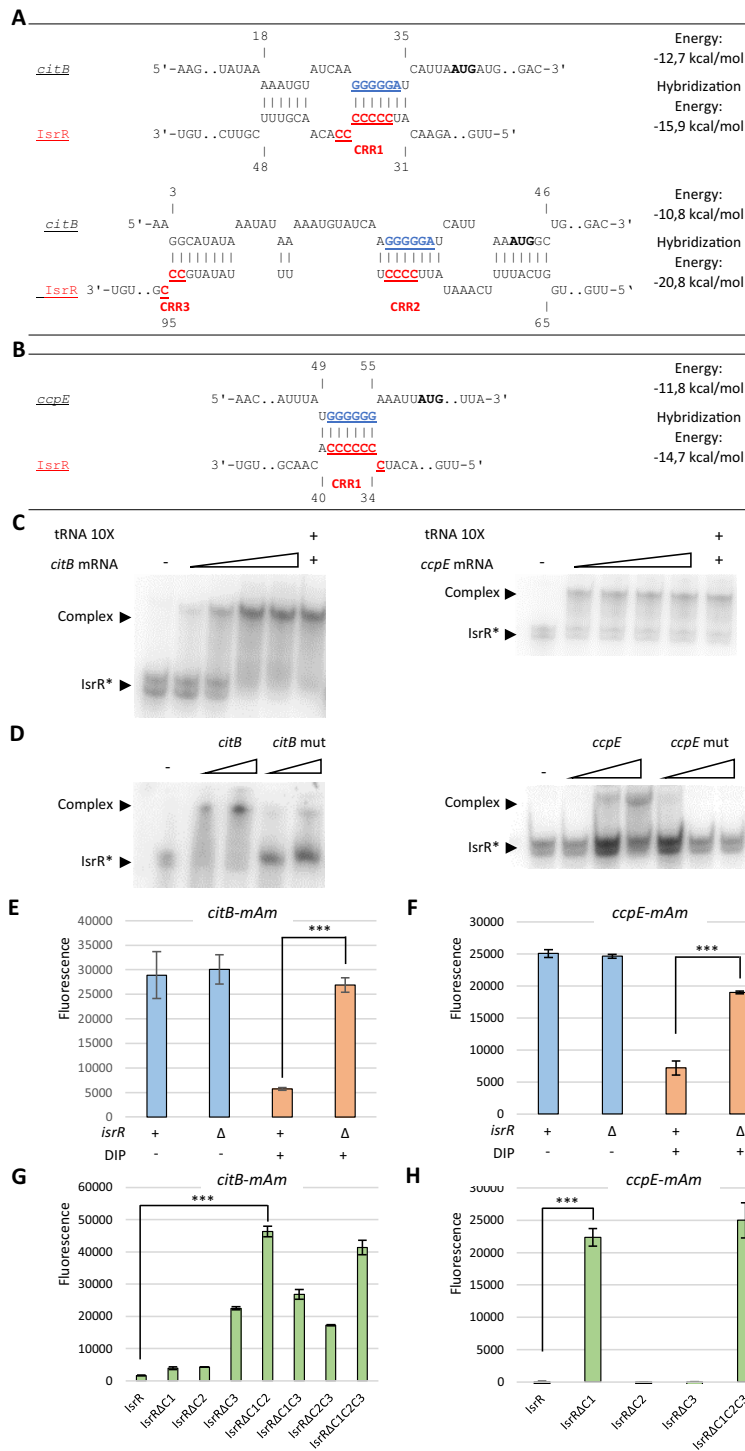 A
18 35
citB 5'-AAG..UAUAA AUCAA CAUUAAUGAUG..GAC-3'
AAAUGU GGGGGAU
|||||| |||||||
UUUGCA CCCCCUA
IsrR 3'-UGU..CUUGC ACACC CAAGA..GUU-5'
CRR1
48 31
Energy:
-12,7 kcal/mol
Hybridization
Energy:
-15,9 kcal/mol
3 46
citB 5'-AA AAUAU AAAUGUAUCA CAUU UG..GAC-3'
GGCAUAUA AA AGGGGGAU AAAUGGC
|||||||| || |||||||| |||||||
CCGUAUAU UU UCCCCUUA UUUACUG
IsrR 3'-UGU..GC UAAACU GU..GUU-5'
CRR3 CRR2
95 65
Energy:
-10,8 kcal/mol
Hybridization
Energy:
-20,8 kcal/mol
B
49 55
ccpE 5'-AAC..AUUUA AAAUUAUG..UUA-3'
UGGGGGG
|||||||
ACCCCCC
IsrR 3'-UGU..GCAAC CUACA..GUU-5'
CRR1
40 34
Energy:
-11,8 kcal/mol
Hybridization
Energy:
-14,7 kcal/mol
C
tRNA 10X +
citB mRNA - +
Complex
IsrR*
tRNA 10X +
ccpE mRNA - +
Complex
IsrR*
D
- citB citB mut
Complex
IsrR*
- ccpE ccpE mut
Complex
IsrR*
E
citB-mAm
Fluorescence
40000
35000
30000
25000
20000
15000
10000
5000
0
***
isrR + Δ + Δ
DIP - - + +
F
ccpE-mAm
Fluorescence
30000
25000
20000
15000
10000
5000
0
***
isrR + Δ + Δ
DIP - - + +
G
citB-mAm
Fluorescence
60000
50000
40000
30000
20000
10000
0
***
IsrR
IsrRΔC1
IsrRΔC2
IsrRΔC3
IsrRΔC1C2
IsrRΔC1C3
IsrRΔC2C3
IsrRΔC1C2C3
H
ccpE-mAm
Fluorescence
30000
25000
20000
15000
10000
5000
0
***
IsrR
IsrRΔC1
IsrRΔC2
IsrRΔC3
IsrRΔC1C2C3